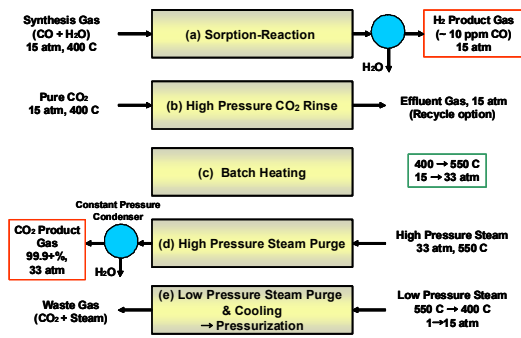 Synthesis Gas
(CO + H₂O)
15 atm, 400 C
(a) Sorption-Reaction
H₂O
H₂ Product Gas
(~ 10 ppm CO)
15 atm
Pure CO₂
15 atm, 400 C
(b) High Pressure CO₂ Rinse
Effluent Gas, 15 atm
(Recycle option)
(c) Batch Heating
400 → 550 C
15 → 33 atm
Constant Pressure
Condenser
CO₂ Product
Gas
99.9+%,
33 atm
H₂O
(d) High Pressure Steam Purge
High Pressure Steam
33 atm, 550 C
Waste Gas
(CO₂ + Steam)
(e) Low Pressure Steam Purge
& Cooling
→ Pressurization
Low Pressure Steam
550 C → 400 C
1→15 atm